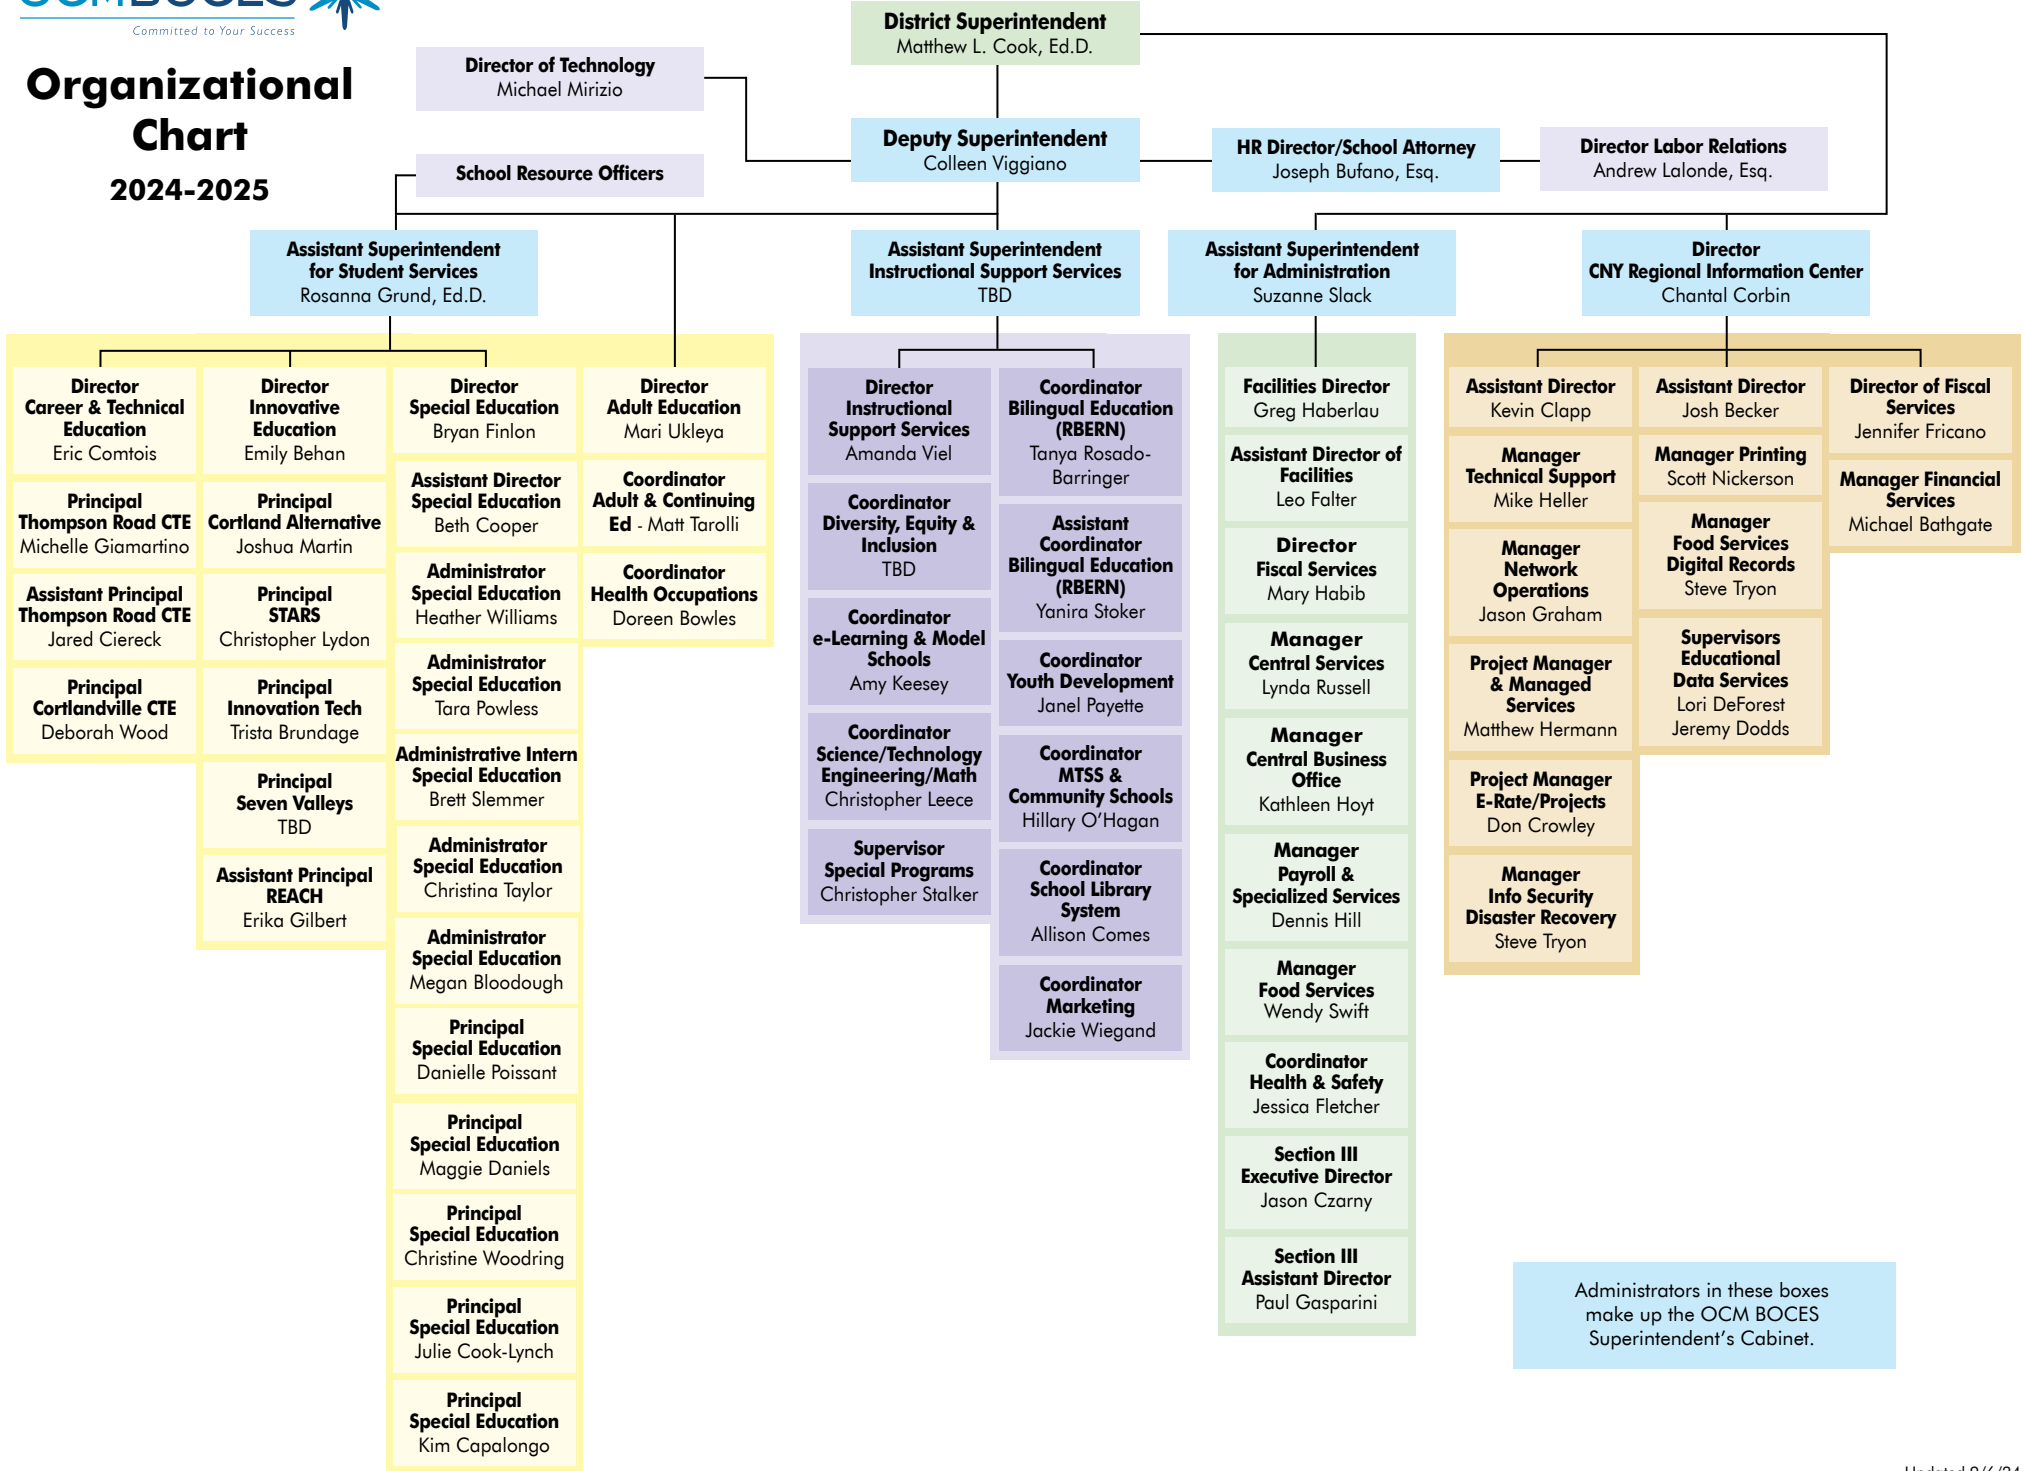 OCMBOCES
Committed to Your Success
Organizational
Chart
2024-2025
District Superintendent
Matthew L. Cook, Ed.D.
Director of Technology
Michael Mirizio
School Resource Officers
Deputy Superintendent
Colleen Viggiano
HR Director/School Attorney
Joseph Bufano, Esq.
Director Labor Relations
Andrew Lalonde, Esq.
Assistant Superintendent
for Student Services
Rosanna Grund, Ed.D.
Assistant Superintendent
Instructional Support Services
TBD
Assistant Superintendent
for Administration
Suzanne Slack
Director
CNY Regional Information Center
Chantal Corbin
Director
Career & Technical
Education
Eric Comtois
Principal
Thompson Road CTE
Michelle Giamartino
Assistant Principal
Thompson Road CTE
Jared Ciereck
Principal
Cortlandville CTE
Deborah Wood
Director
Innovative
Education
Emily Behan
Principal
Cortland Alternative
Joshua Martin
Principal
STARS
Christopher Lydon
Principal
Innovation Tech
Trista Brundage
Principal
Seven Valleys
TBD
Assistant Principal
REACH
Erika Gilbert
Director
Special Education
Bryan Finlon
Assistant Director
Special Education
Beth Cooper
Administrator
Special Education
Heather Williams
Administrator
Special Education
Tara Powless
Administrative Intern
Special Education
Brett Slemmer
Administrator
Special Education
Christina Taylor
Administrator
Special Education
Megan Bloodough
Principal
Special Education
Danielle Poissant
Principal
Special Education
Maggie Daniels
Principal
Special Education
Christine Woodring
Principal
Special Education
Julie Cook-Lynch
Principal
Special Education
Kim Capalongo
Director
Adult Education
Mari Ukleya
Coordinator
Adult & Continuing
Ed - Matt Tarolli
Coordinator
Health Occupations
Doreen Bowles
Director
Instructional
Support Services
Amanda Viel
Coordinator
Diversity, Equity &
Inclusion
TBD
Coordinator
e-Learning & Model
Schools
Amy Keesey
Coordinator
Science/Technology
Engineering/Math
Christopher Leece
Supervisor
Special Programs
Christopher Stalker
Coordinator
Bilingual Education
(RBERN)
Tanya Rosado-
Barringer
Assistant
Coordinator
Bilingual Education
(RBERN)
Yanira Stoker
Coordinator
Youth Development
Janel Payette
Coordinator
MTSS &
Community Schools
Hillary O'Hagan
Coordinator
School Library
System
Allison Comes
Coordinator
Marketing
Jackie Wiegand
Facilities Director
Greg Haberlau
Assistant Director of
Facilities
Leo Falter
Director
Fiscal Services
Mary Habib
Manager
Central Services
Lynda Russell
Manager
Central Business
Office
Kathleen Hoyt
Manager
Payroll &
Specialized Services
Dennis Hill
Manager
Food Services
Wendy Swift
Coordinator
Health & Safety
Jessica Fletcher
Section III
Executive Director
Jason Czarny
Section III
Assistant Director
Paul Gasparini
Assistant Director
Kevin Clapp
Manager
Technical Support
Mike Heller
Manager
Network
Operations
Jason Graham
Project Manager
& Managed
Services
Matthew Hermann
Project Manager
E-Rate/Projects
Don Crowley
Manager
Info Security
Disaster Recovery
Steve Tryon
Assistant Director
Josh Becker
Manager Printing
Scott Nickerson
Manager
Food Services
Digital Records
Steve Tryon
Supervisors
Educational
Data Services
Lori DeForest
Jeremy Dodds
Director of Fiscal
Services
Jennifer Fricano
Manager Financial
Services
Michael Bathgate
Administrators in these boxes
make up the OCM BOCES
Superintendent's Cabinet.
Updated